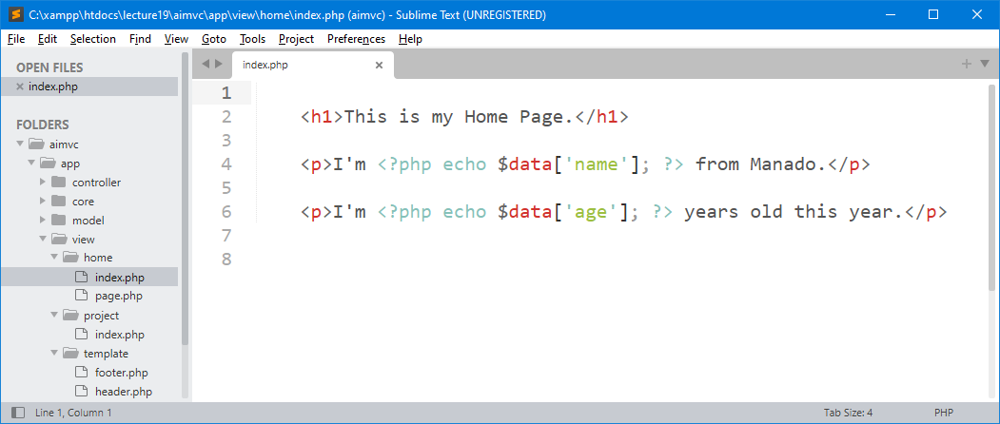 C:\xampp\htdocs\lecture19\aimvc\app\view\home\index.php (aimvc) - Sublime Text (UNREGISTERED)
File Edit Selection Find View Goto Tools Project Preferences Help
OPEN FILES
index.php
FOLDERS
aimvc
app
controller
core
model
view
home
index.php
page.php
project
index.php
template
footer.php
header.php
index.php
1
2 <h1>This is my Home Page.</h1>
3
4 <p>I'm <?php echo $data['name']; ?> from Manado.</p>
5
6 <p>I'm <?php echo $data['age']; ?> years old this year.</p>
7
8
Line 1, Column 1 Tab Size: 4 PHP